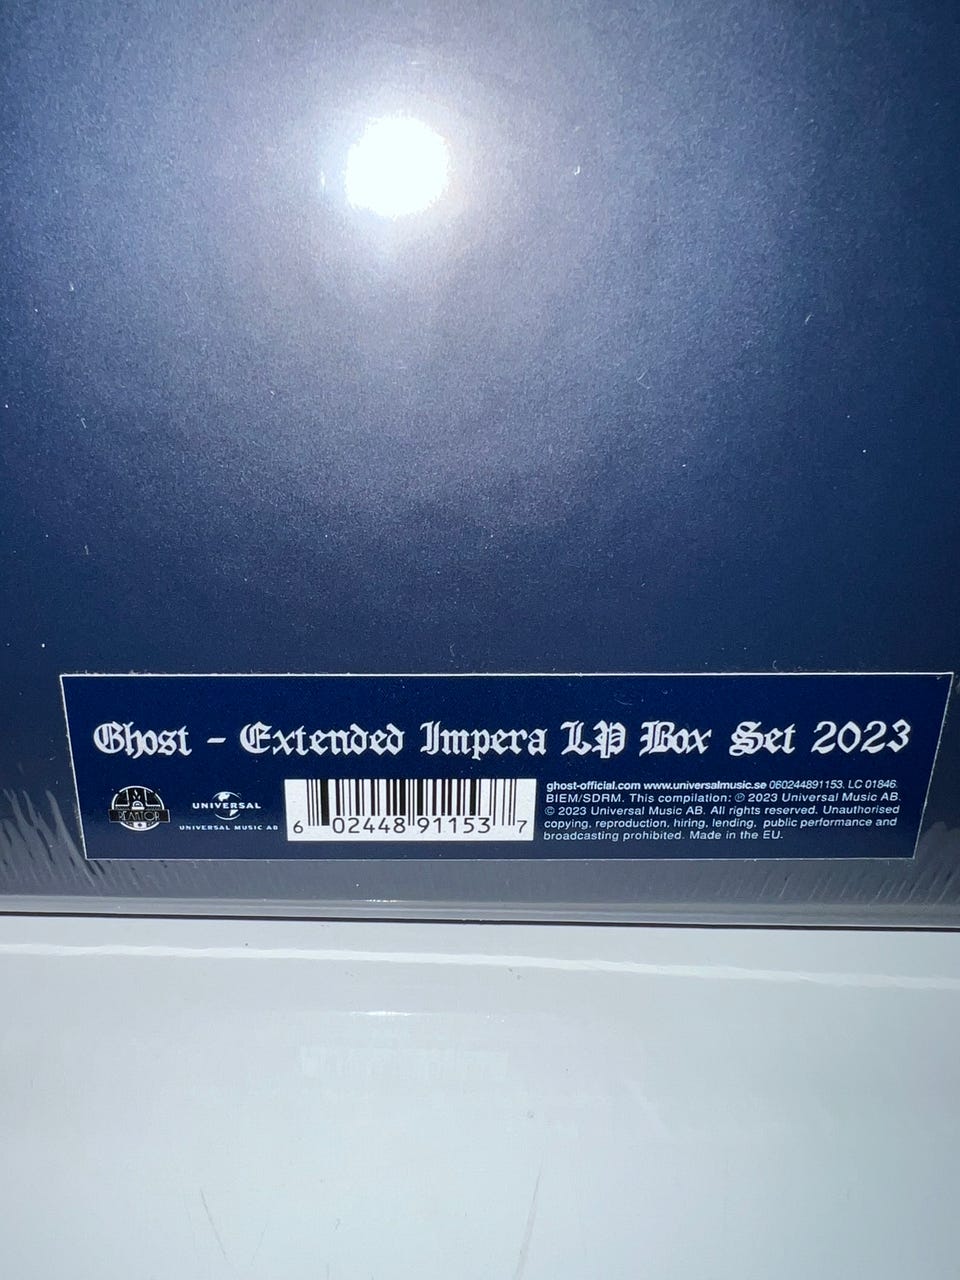 Ghost - Extended Impera LP Box Set 2023
REAKTOR
UNIVERSAL
UNIVERSAL MUSIC AB
6 02448 91153 7
ghost-official.com www.universalmusic.se 060244891153. LC 01846.
BIEM/SDRM. This compilation: ℗ 2023 Universal Music AB.
© 2023 Universal Music AB. All rights reserved. Unauthorised
copying, reproduction, hiring, lending, public performance and
broadcasting prohibited. Made in the EU.